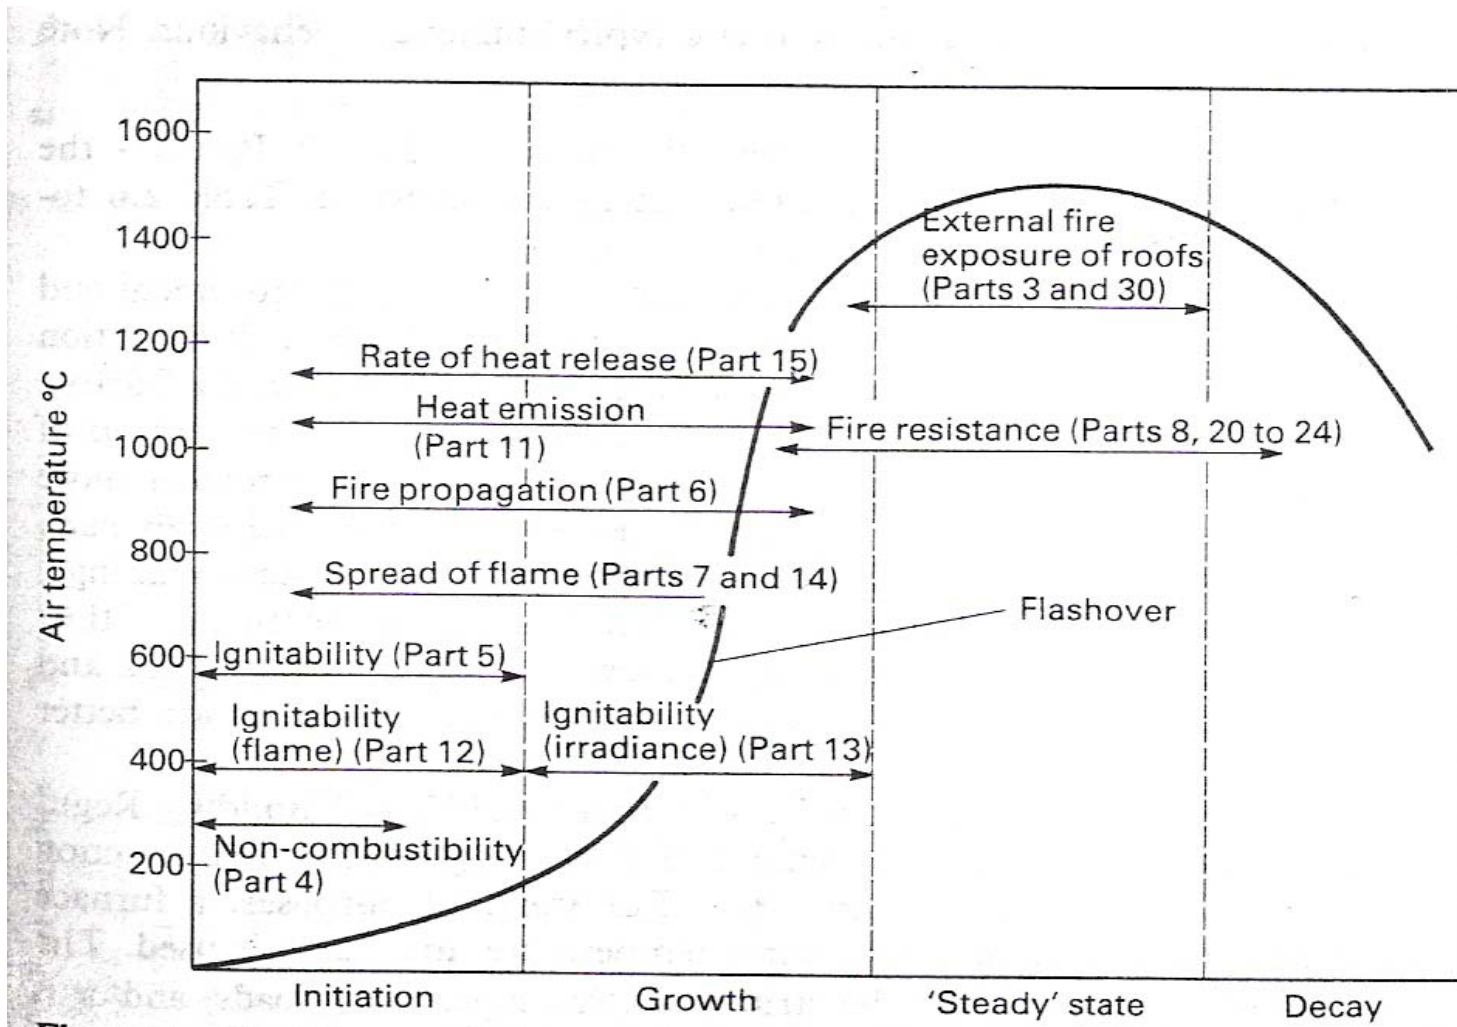 1600
1400
1200
1000
800
600
400
200
Air temperature °C
External fire
exposure of roofs
(Parts 3 and 30)
Rate of heat release (Part 15)
Heat emission
(Part 11)
Fire resistance (Parts 8, 20 to 24)
Fire propagation (Part 6)
Spread of flame (Parts 7 and 14)
Flashover
Ignitability (Part 5)
Ignitability
(flame) (Part 12)
Ignitability
(irradiance) (Part 13)
Non-combustibility
(Part 4)
Initiation
Growth
'Steady' state
Decay